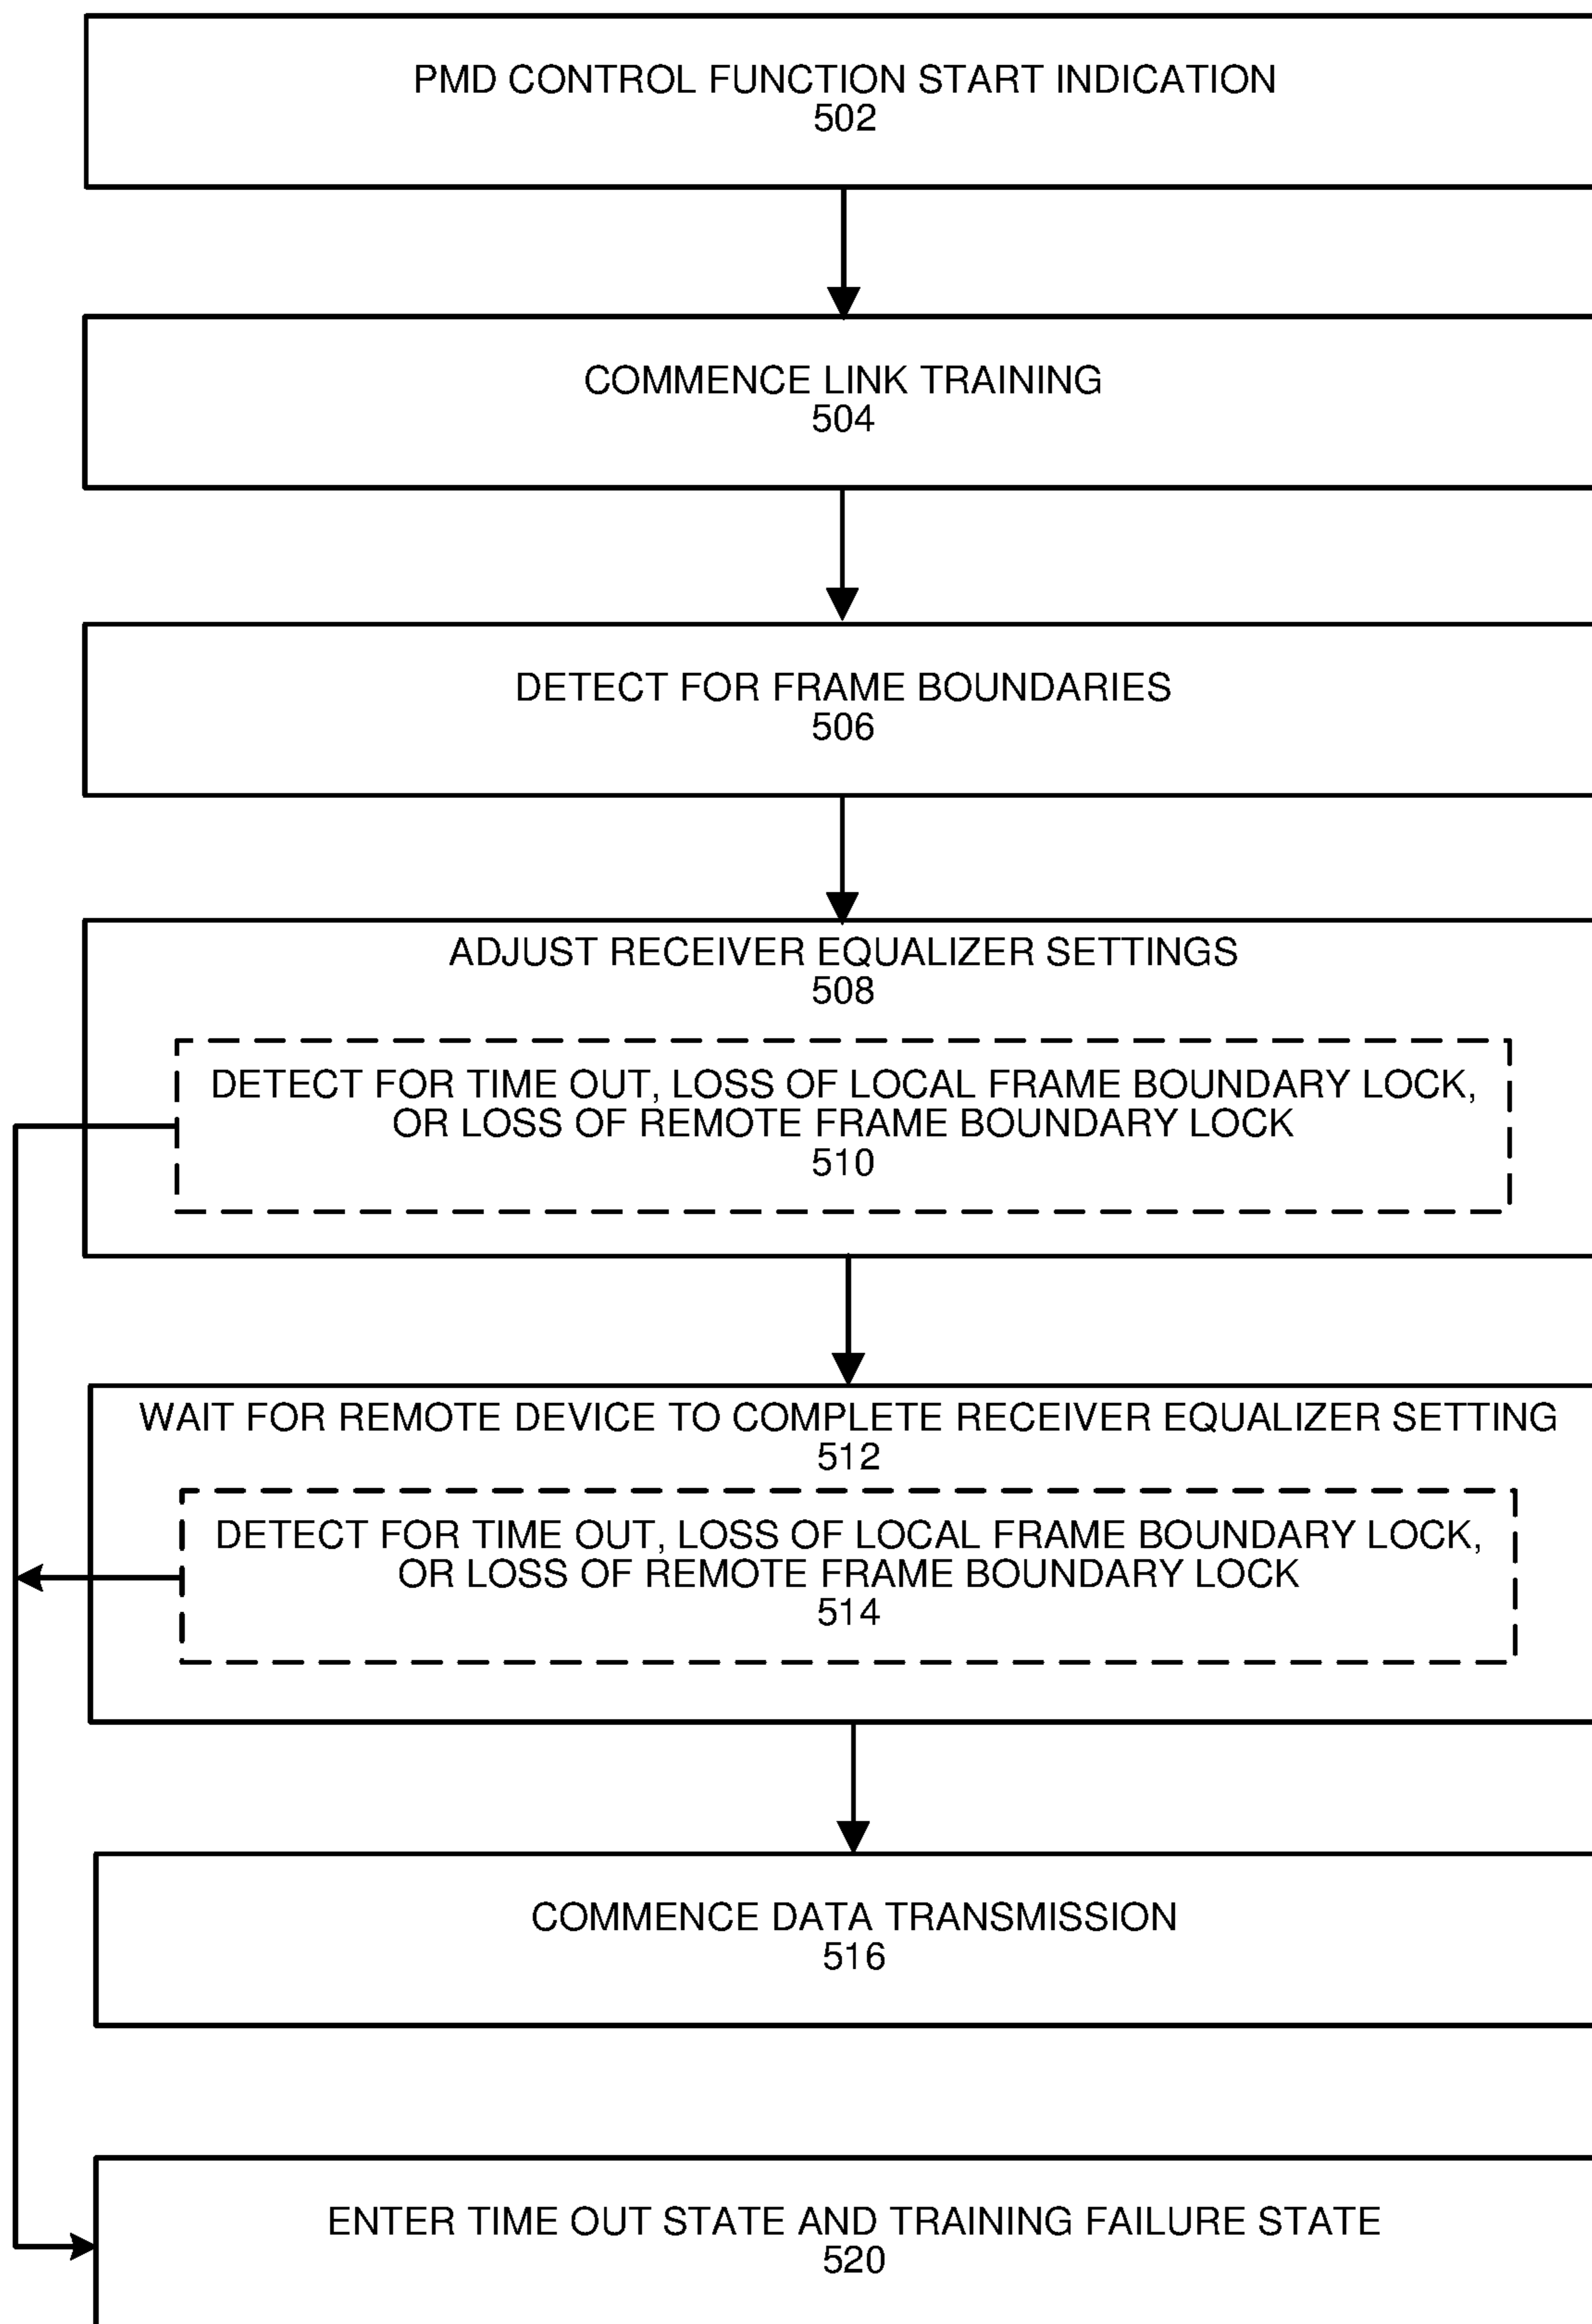 PMD CONTROL FUNCTION START INDICATION
502
COMMENCE LINK TRAINING
504
DETECT FOR FRAME BOUNDARIES
506
ADJUST RECEIVER EQUALIZER SETTINGS
508
DETECT FOR TIME OUT, LOSS OF LOCAL FRAME BOUNDARY LOCK,
OR LOSS OF REMOTE FRAME BOUNDARY LOCK
510
WAIT FOR REMOTE DEVICE TO COMPLETE RECEIVER EQUALIZER SETTING
512
DETECT FOR TIME OUT, LOSS OF LOCAL FRAME BOUNDARY LOCK,
OR LOSS OF REMOTE FRAME BOUNDARY LOCK
514
COMMENCE DATA TRANSMISSION
516
ENTER TIME OUT STATE AND TRAINING FAILURE STATE
520